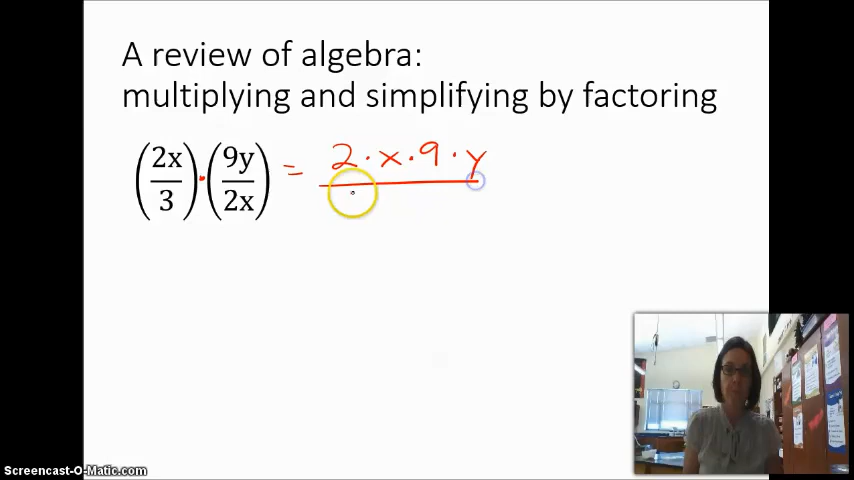 A review of algebra:
multiplying and simplifying by factoring
(2x/3)·(9y/2x) = 2·x·9·y
Screencast-O-Matic.com